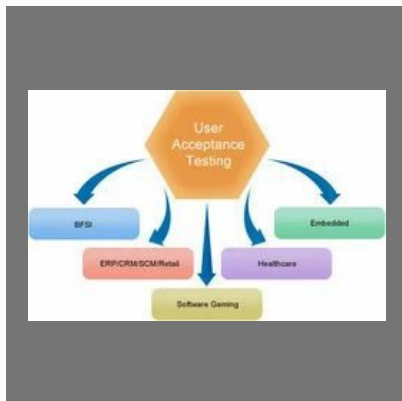 User
Acceptance
Testing
BFSI
Embedded
ERP/CRM/SCM/Retail
Healthcare
Software Gaming